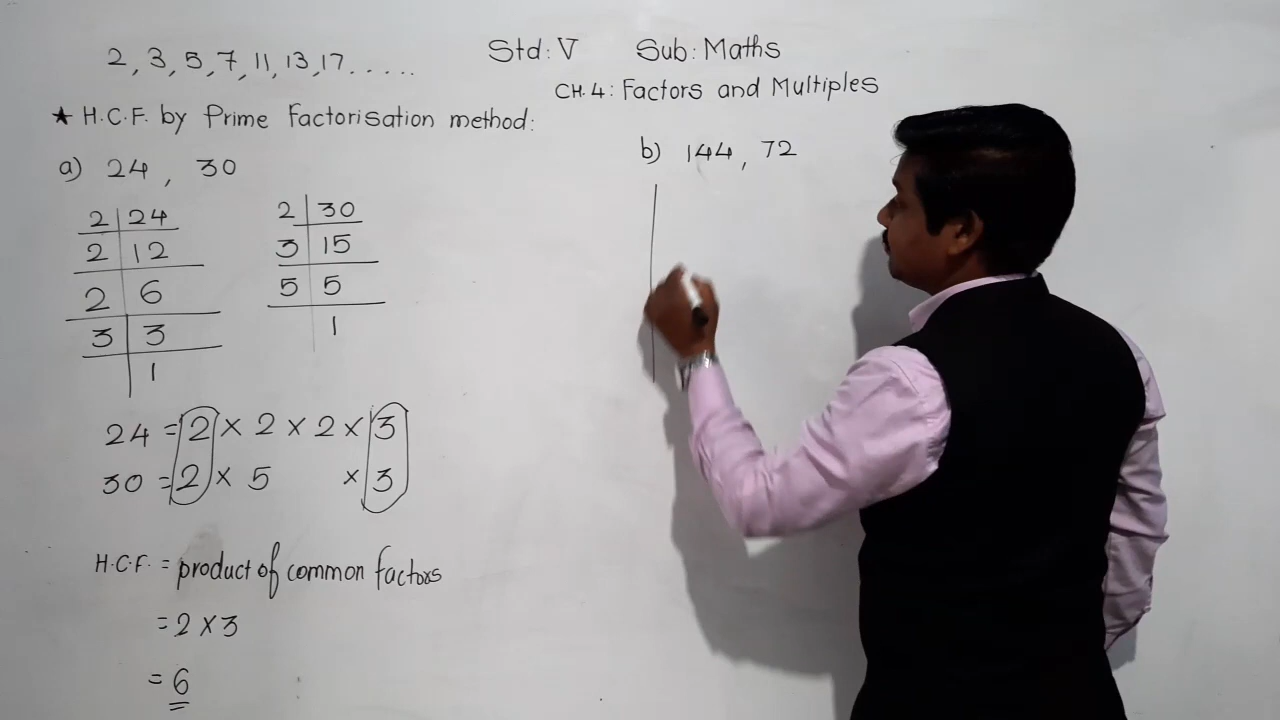 2, 3, 5, 7, 11, 13, 17.....
Std: V Sub: Maths
CH. 4: Factors and Multiples
★ H.C.F. by Prime Factorisation method:
a) 24, 30
2 24
2 12
2 6
3 3
1
2 30
3 15
5 5
1
24 = 2 × 2 × 2 × 3
30 = 2 × 5 × 3
H.C.F. = product of common factors
= 2 × 3
= 6
b) 144, 72